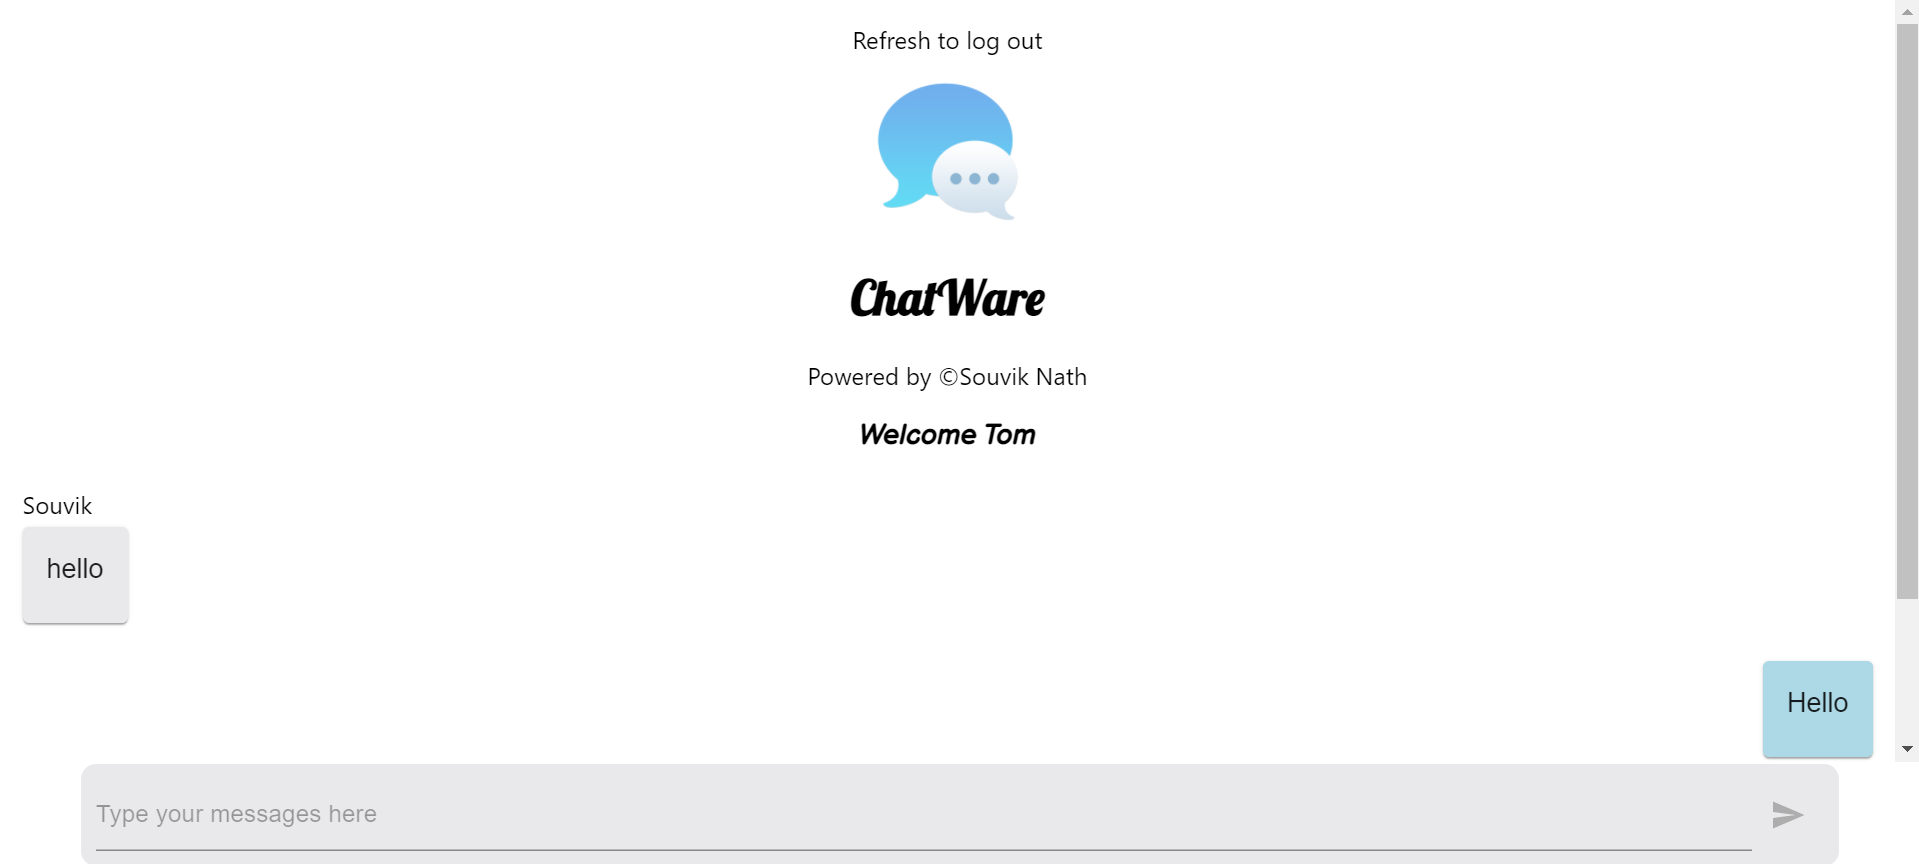 Refresh to log out
ChatWare
Powered by ©Souvik Nath
Welcome Tom
Souvik
hello
Hello
Type your messages here